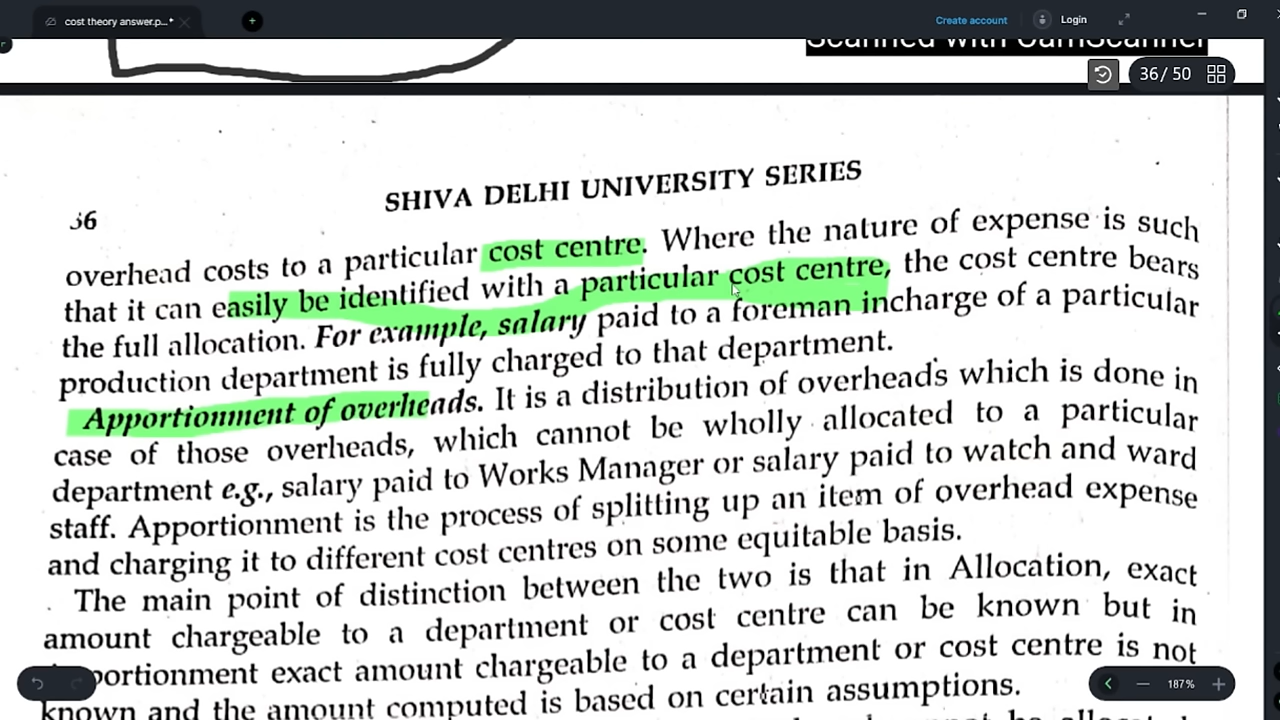 cost theory answer.p...*
Create account
Login
Scanned with CamScanner
36 / 50
36
SHIVA DELHI UNIVERSITY SERIES
overhead costs to a particular cost centre. Where the nature of expense is such
that it can easily be identified with a particular cost centre, the cost centre bears
the full allocation. For example, salary paid to a foreman incharge of a particular
production department is fully charged to that department.
Apportionment of overheads. It is a distribution of overheads which is done in
case of those overheads, which cannot be wholly allocated to a particular
department e.g., salary paid to Works Manager or salary paid to watch and ward
staff. Apportionment is the process of splitting up an item of overhead expense
and charging it to different cost centres on some equitable basis.
The main point of distinction between the two is that in Allocation, exact
amount chargeable to a department or cost centre can be known but in
portionment exact amount chargeable to a department or cost centre is not
known and the amount computed is based on certain assumptions.
187%